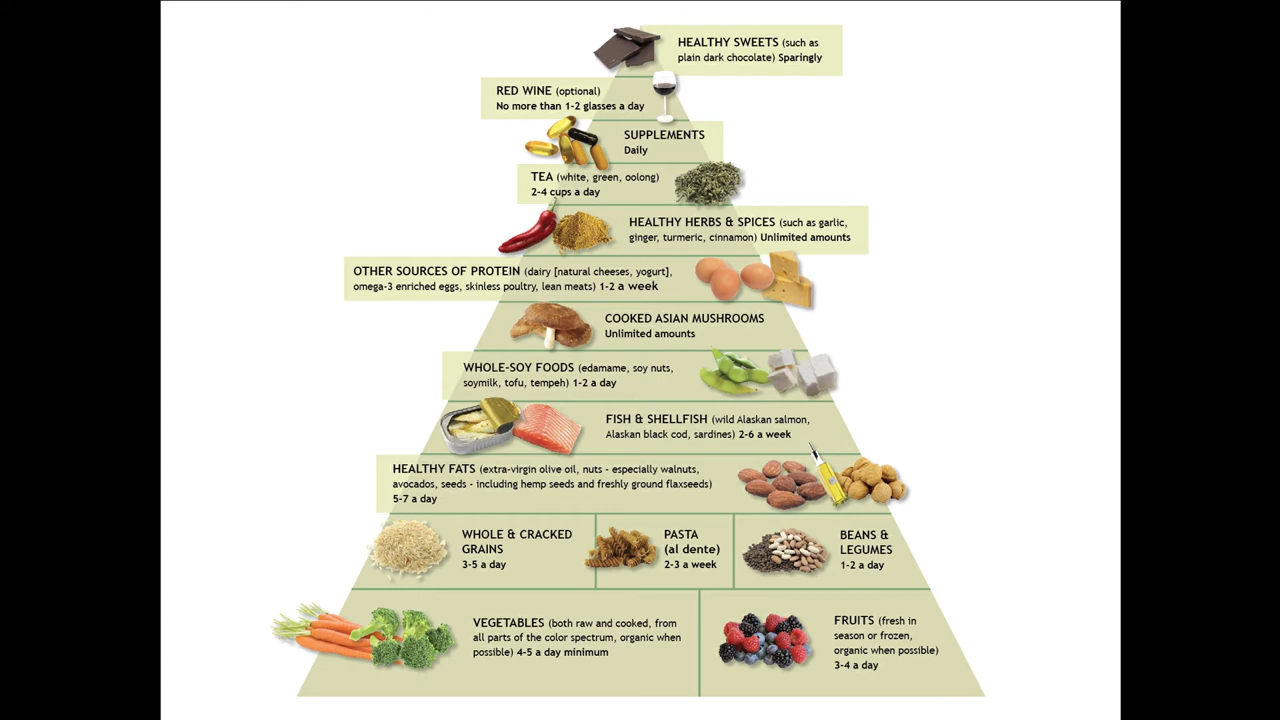 HEALTHY SWEETS (such as
plain dark chocolate) Sparingly
RED WINE (optional)
No more than 1-2 glasses a day
SUPPLEMENTS
Daily
TEA (white, green, oolong)
2-4 cups a day
HEALTHY HERBS & SPICES (such as garlic,
ginger, turmeric, cinnamon) Unlimited amounts
OTHER SOURCES OF PROTEIN (dairy [natural cheeses, yogurt],
omega-3 enriched eggs, skinless poultry, lean meats) 1-2 a week
COOKED ASIAN MUSHROOMS
Unlimited amounts
WHOLE-SOY FOODS (edamame, soy nuts,
soymilk, tofu, tempeh) 1-2 a day
FISH & SHELLFISH (wild Alaskan salmon,
Alaskan black cod, sardines) 2-6 a week
HEALTHY FATS (extra-virgin olive oil, nuts - especially walnuts,
avocados, seeds - including hemp seeds and freshly ground flaxseeds)
5-7 a day
WHOLE & CRACKED
GRAINS
3-5 a day
PASTA
(al dente)
2-3 a week
BEANS &
LEGUMES
1-2 a day
VEGETABLES (both raw and cooked, from
all parts of the color spectrum, organic when
possible) 4-5 a day minimum
FRUITS (fresh in
season or frozen,
organic when possible)
3-4 a day